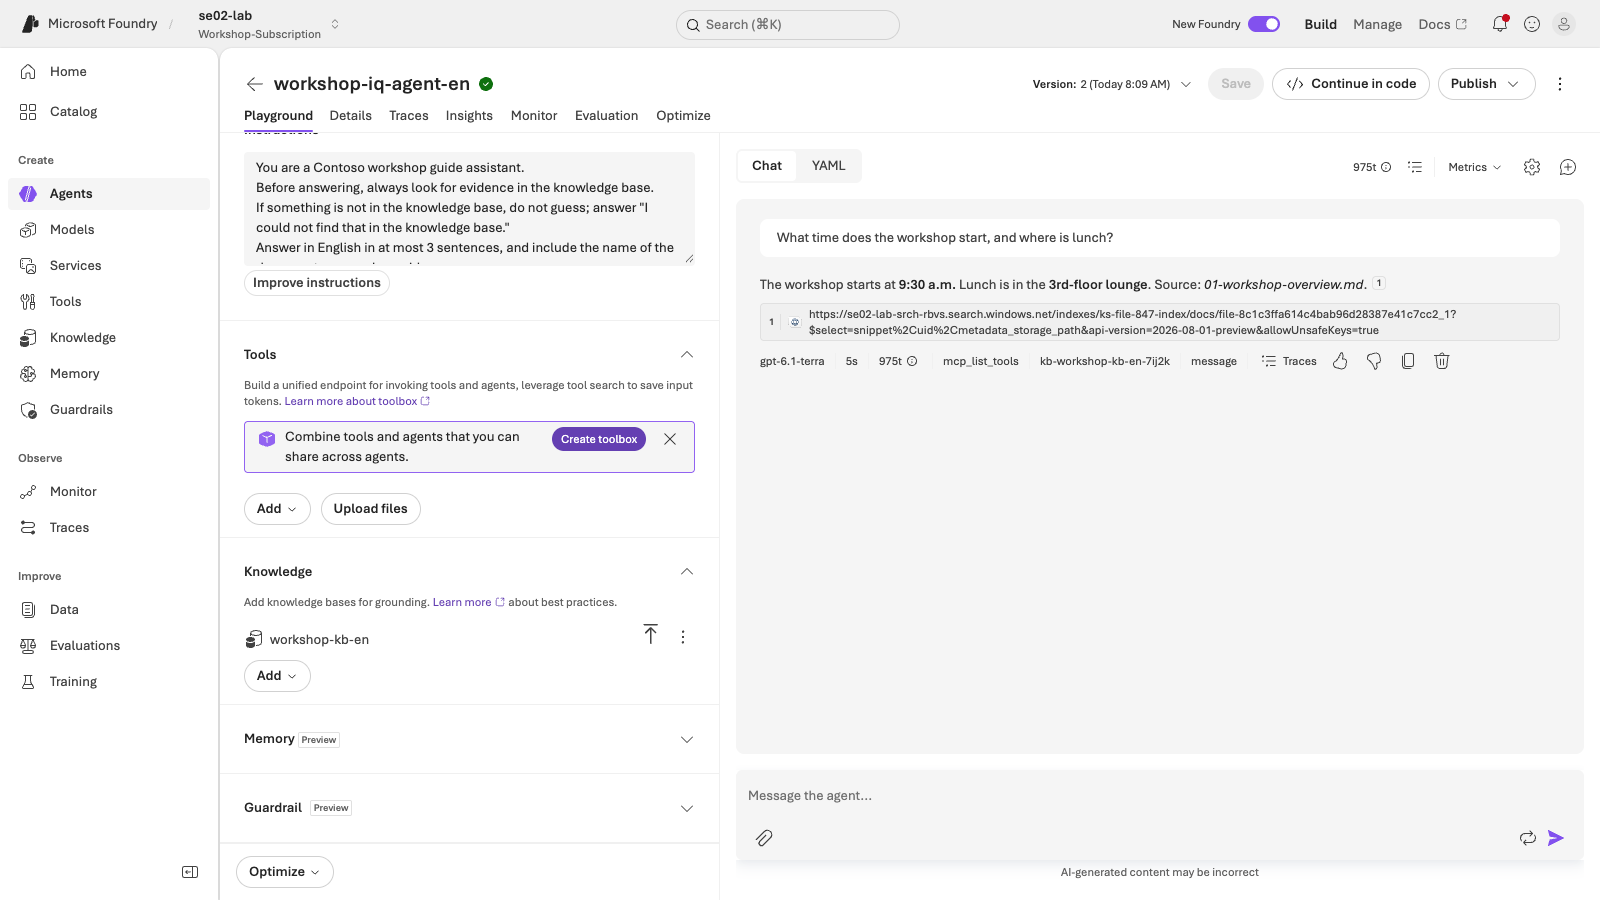 Microsoft Foundry
/
se02-lab
Workshop-Subscription
Search (⌘K)
New Foundry
Build
Manage
Docs
Home
Catalog
Create
Agents
Models
Services
Tools
Knowledge
Memory
Guardrails
Observe
Monitor
Traces
Improve
Data
Evaluations
Training
workshop-iq-agent-en
Version: 2 (Today 8:09 AM)
Save
Continue in code
Publish
Playground
Details
Traces
Insights
Monitor
Evaluation
Optimize
Instructions
You are a Contoso workshop guide assistant.
Before answering, always look for evidence in the knowledge base.
If something is not in the knowledge base, do not guess; answer "I
could not find that in the knowledge base."
Answer in English in at most 3 sentences, and include the name of the
Improve instructions
Tools
Build a unified endpoint for invoking tools and agents, leverage tool search to save input
tokens. Learn more about toolbox
Combine tools and agents that you can
share across agents.
Create toolbox
Add
Upload files
Knowledge
Add knowledge bases for grounding. Learn more about best practices.
workshop-kb-en
Add
Memory Preview
Guardrail Preview
Optimize
Chat
YAML
975t
Metrics
What time does the workshop start, and where is lunch?
The workshop starts at 9:30 a.m. Lunch is in the 3rd-floor lounge. Source: 01-workshop-overview.md. 1
1
https://se02-lab-srch-rbvs.search.windows.net/indexes/ks-file-847-index/docs/file-8c1c3ffa614c4bab96d28387e41c7cc2_1?
$select=snippet%2Cuid%2Cmetadata_storage_path&api-version=2026-08-01-preview&allowUnsafeKeys=true
gpt-6.1-terra
5s
975t
mcp_list_tools
kb-workshop-kb-en-7ij2k
message
Traces
Message the agent...
AI-generated content may be incorrect